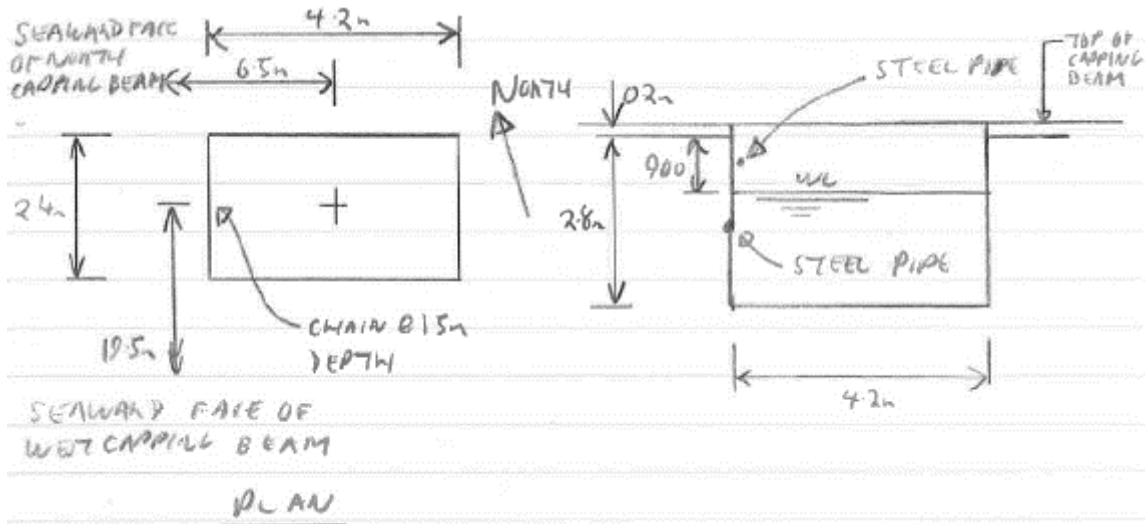 SEAWARD FACE
OF NORTH
CAPPING BEAM
4.2m
6.5m
NORTH
2.4m
CHAIN @ 1.5m
DEPTH
19.5m
SEAWARD FACE OF
WEST CAPPING BEAM
PLAN
STEEL PIPE
TOP OF
CAPPING
BEAM
0.2m
900
WL
2.8m
STEEL PIPE
4.2m